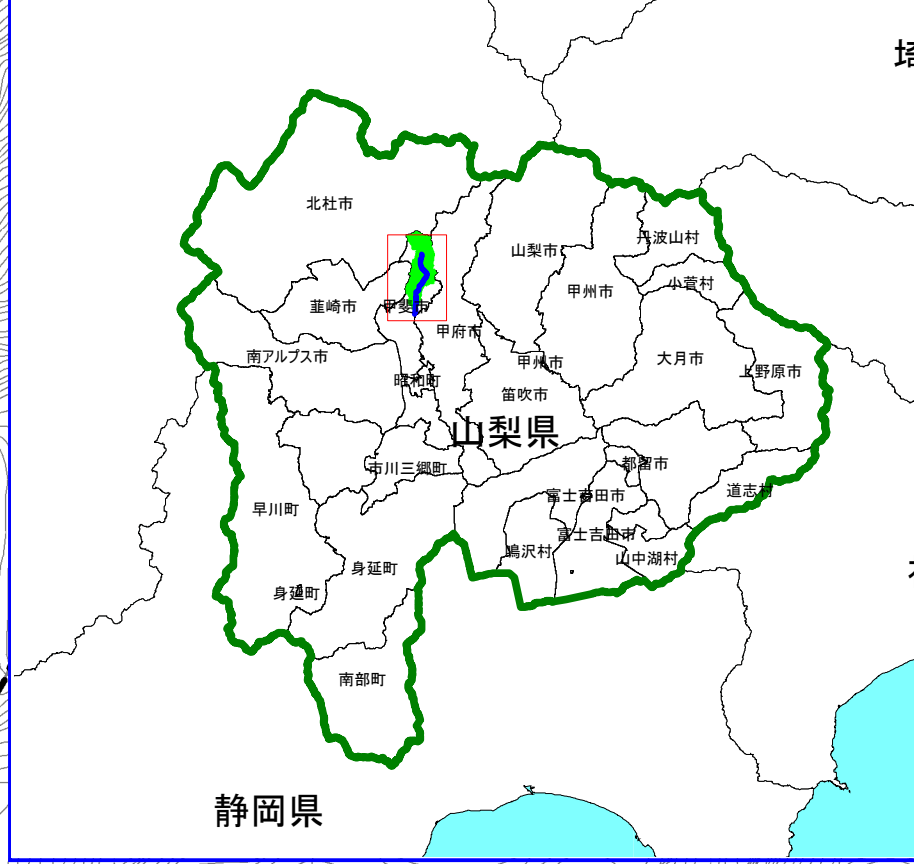 埼
北杜市
丹波山村
山梨市
小菅村
甲州市
韮崎市
甲斐市
甲府市
南アルプス市
大月市
甲州市
上野原市
昭和町
笛吹市
山梨県
市川三郷町
都留市
道志村
富士吉田市
早川町
富士吉田市
鳴沢村
山中湖村
身延町
身延町
南部町
静岡県